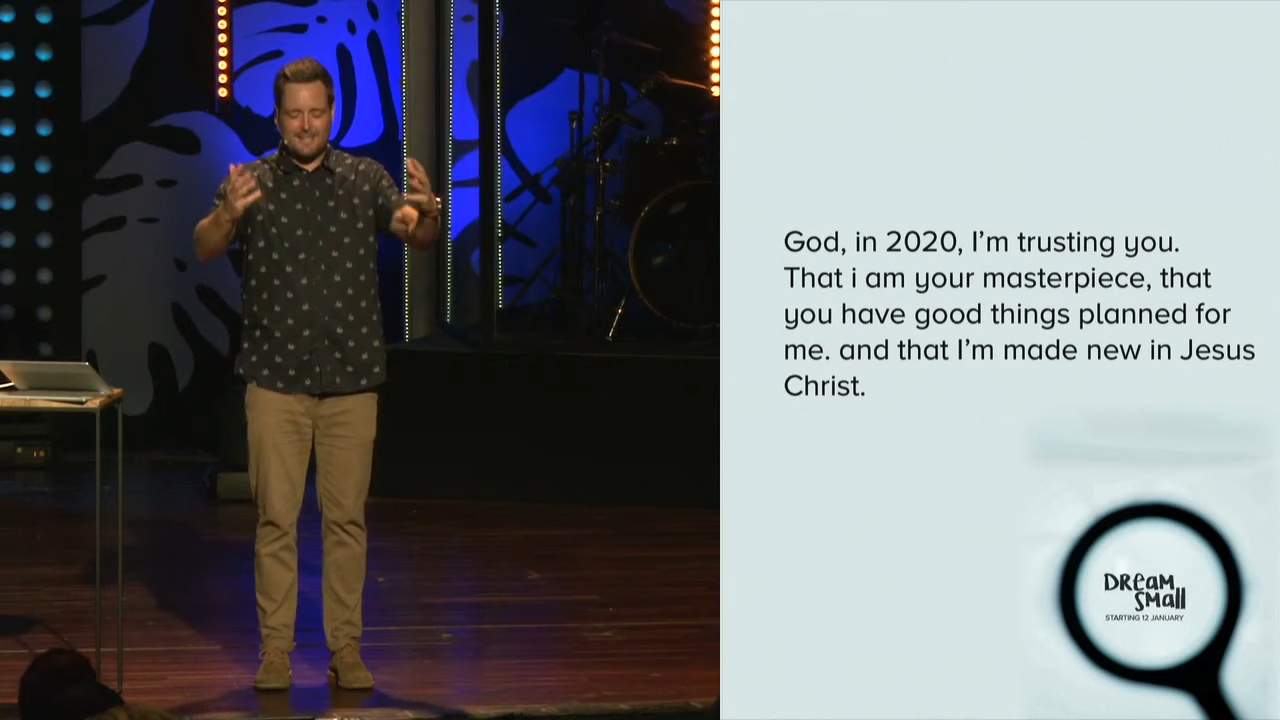 God, in 2020, I'm trusting you.
That i am your masterpiece, that
you have good things planned for
me. and that I'm made new in Jesus
Christ.
DReaM
SMall
STARTING 12 JANUARY